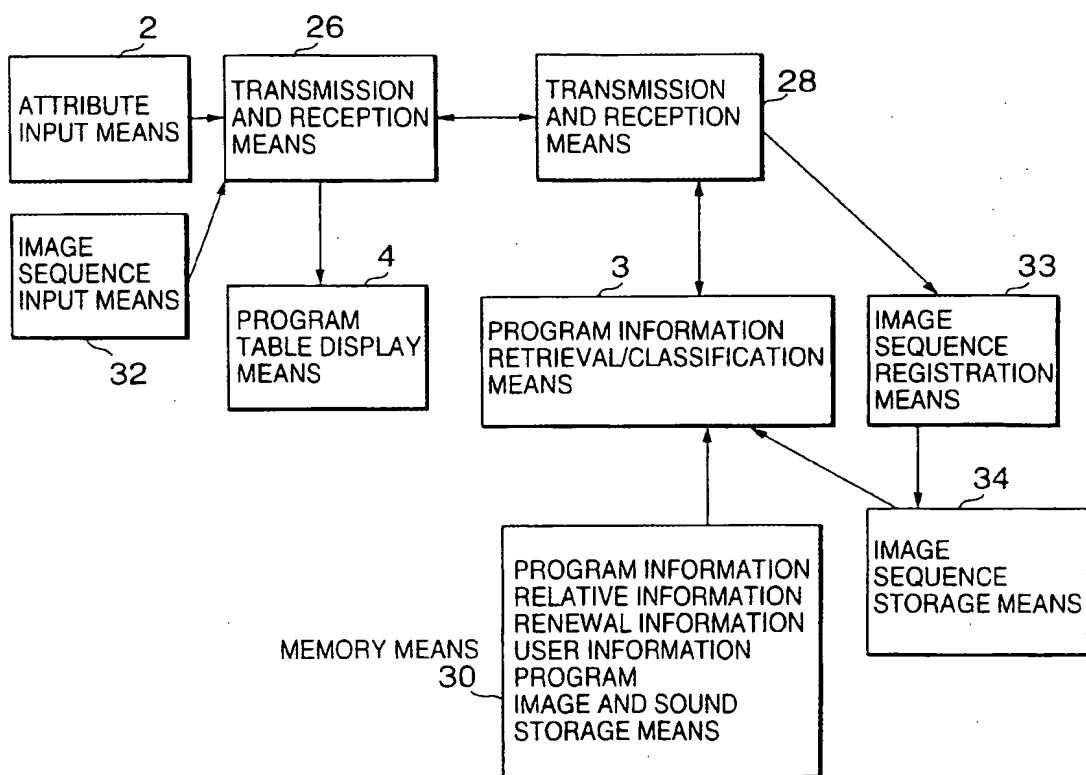 2
ATTRIBUTE
INPUT MEANS
26
TRANSMISSION
AND RECEPTION
MEANS
TRANSMISSION
AND RECEPTION
MEANS
28
IMAGE
SEQUENCE
INPUT MEANS
32
4
PROGRAM
TABLE DISPLAY
MEANS
3
PROGRAM INFORMATION
RETRIEVAL/CLASSIFICATION
MEANS
33
IMAGE
SEQUENCE
REGISTRATION
MEANS
34
IMAGE
SEQUENCE
STORAGE MEANS
MEMORY MEANS
30
PROGRAM INFORMATION
RELATIVE INFORMATION
RENEWAL INFORMATION
USER INFORMATION
PROGRAM
IMAGE AND SOUND
STORAGE MEANS